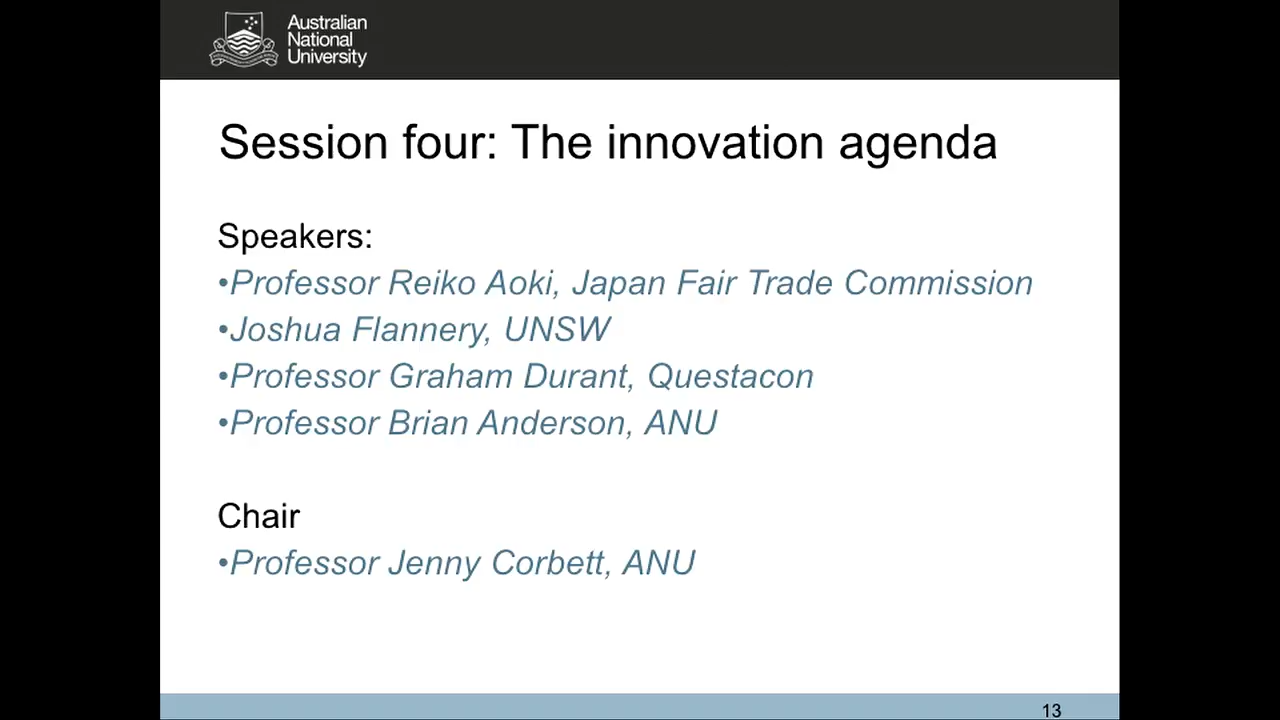 Australian
National
University
Session four: The innovation agenda
Speakers:
•Professor Reiko Aoki, Japan Fair Trade Commission
•Joshua Flannery, UNSW
•Professor Graham Durant, Questacon
•Professor Brian Anderson, ANU
Chair
•Professor Jenny Corbett, ANU
13